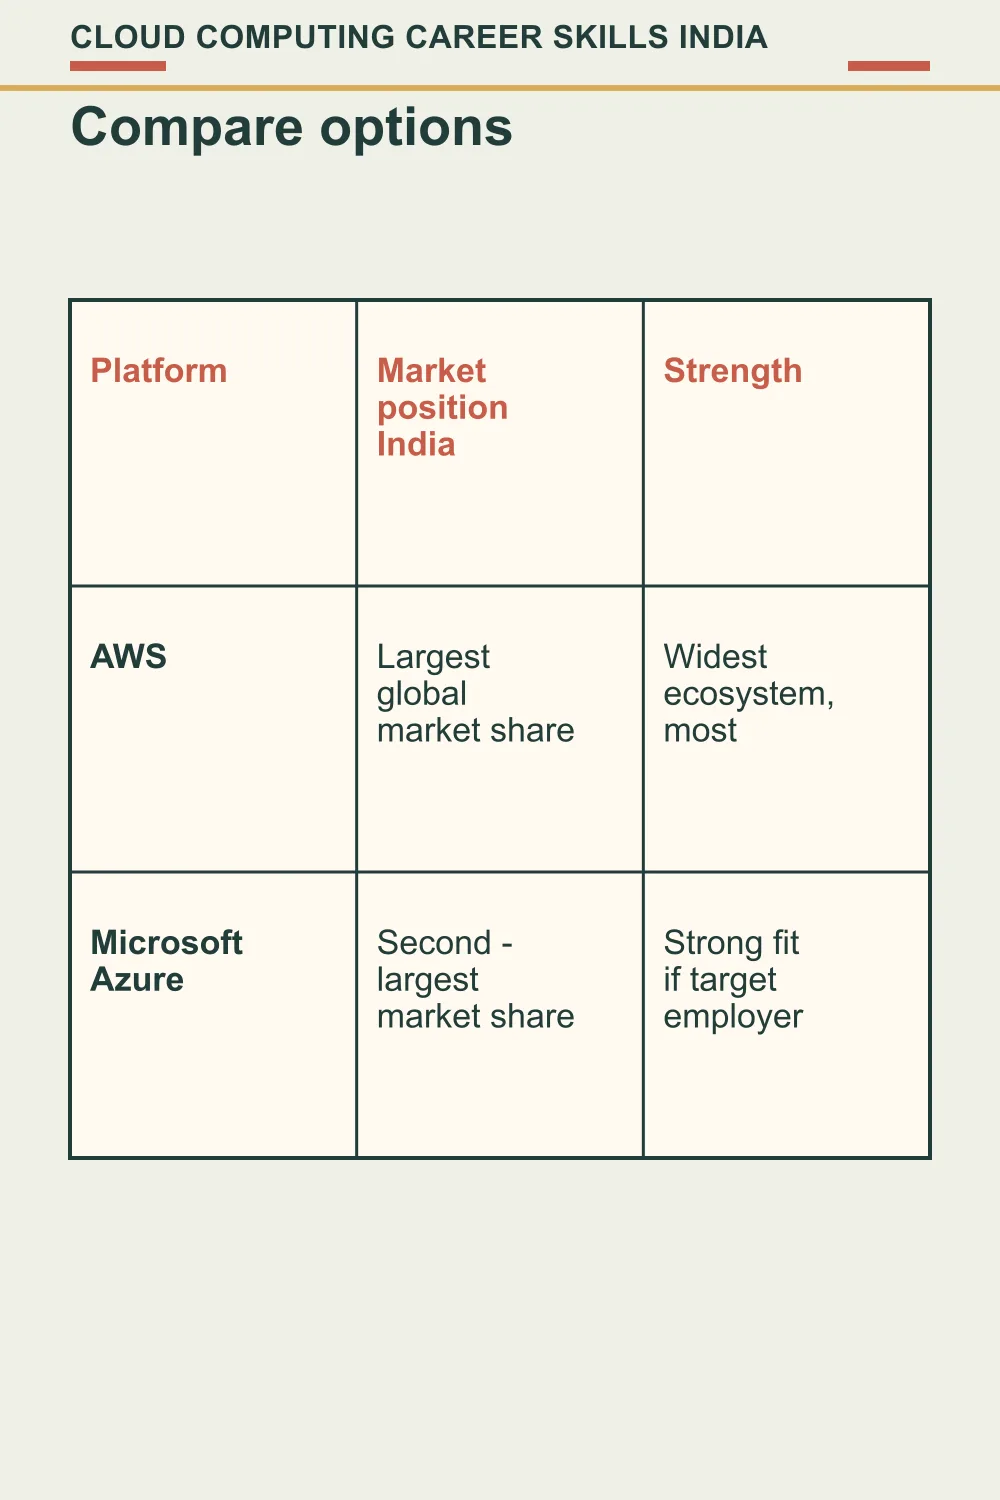 CLOUD COMPUTING CAREER SKILLS INDIA
Compare options
Platform
Market
position
India
Strength
AWS
Largest
global
market share
Widest
ecosystem,
most
Microsoft
Azure
Second -
largest
market share
Strong fit
if target
employer